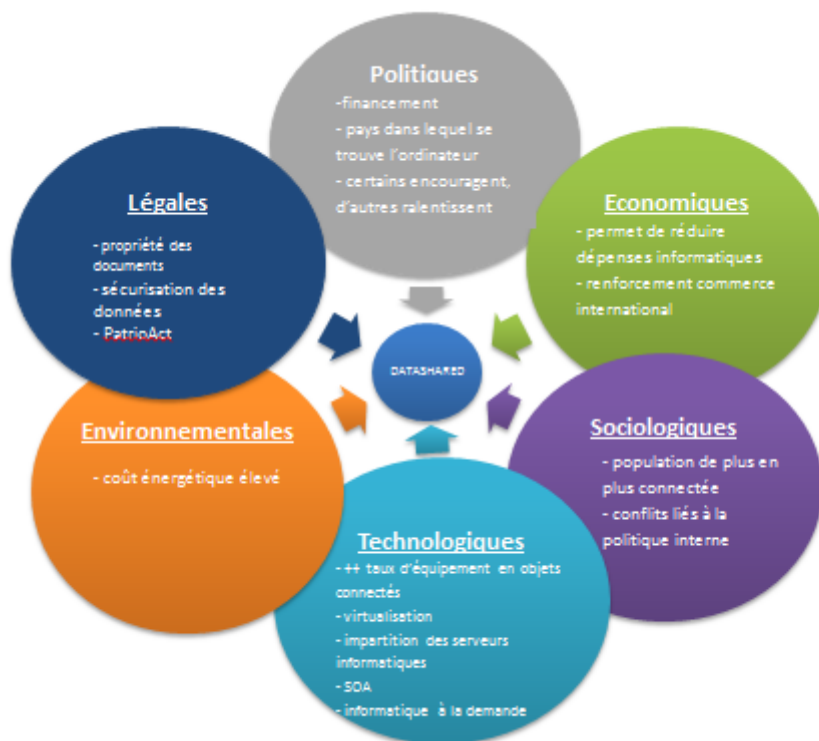 Politiques
-financement
- pays dans lequel se
trouve l'ordinateur
- certains encouragent,
d'autres ralentissent
Légales
- propriété des
documents
- sécurisation des
données
- PatrioAct
Economiques
- permet de réduire
dépenses informatiques
- renforcement commerce
international
DATASHARED
Environnementales
- coût énergétique élevé
Sociologiques
- population de plus en
plus connectée
- conflits liés à la
politique interne
Technologiques
- ++ taux d'équipement en objets
connectés
- virtualisation
- impartition des serveurs
informatiques
- SOA
- informatique à la demande